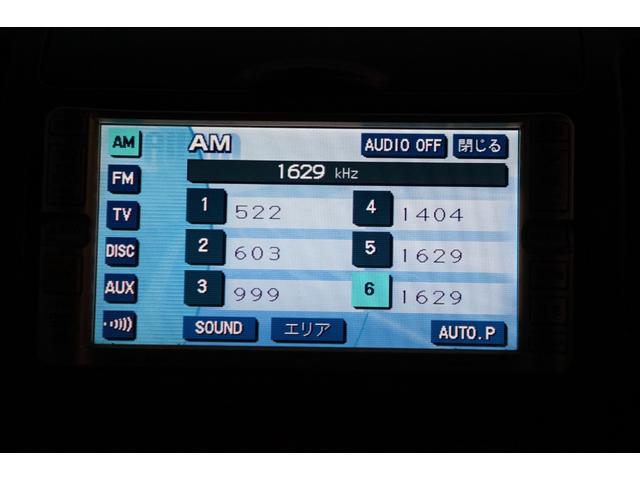 AM AM AUDIO OFF 閉じる
1629 kHz
FM
1 522 4 1404
TV
2 603 5 1629
DISC
3 999 6 1629
AUX
SOUND エリア AUTO.P